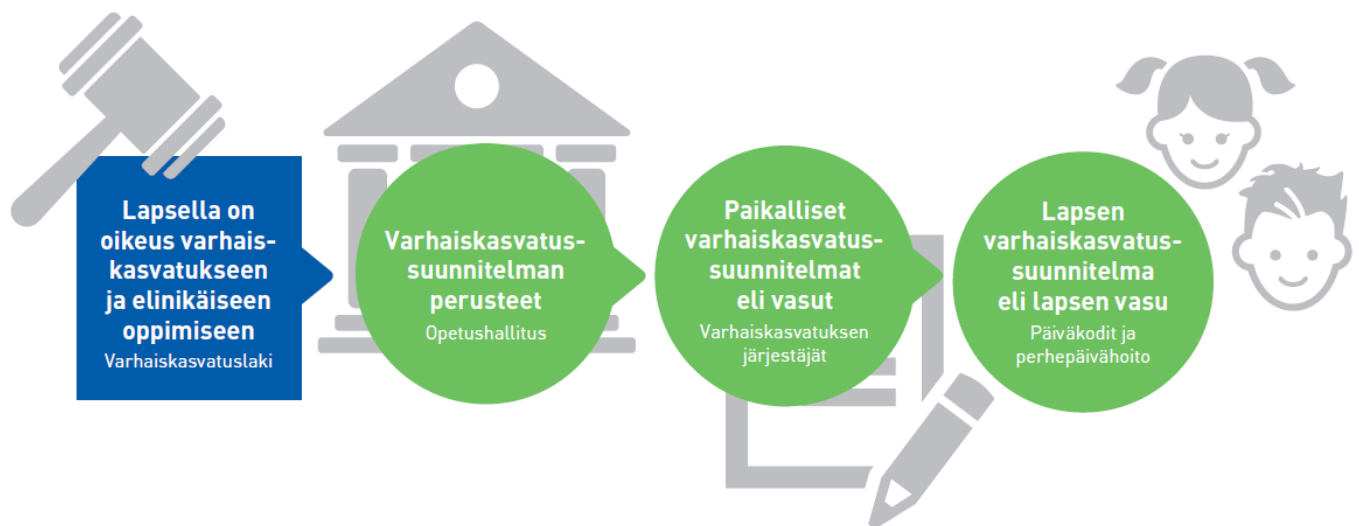 Lapsella on
oikeus varhais-
kasvatukseen
ja elinikäiseen
oppimiseen
Varhaiskasvatuslaki
Varhaiskasvatus-
suunnitelman
perusteet
Opetushallitus
Paikalliset
varhaiskasvatus-
suunnitelmat
eli vasut
Varhaiskasvatuksen
järjestäjät
Lapsen
varhaiskasvatus-
suunnitelma
eli lapsen vasu
Päiväkodit ja
perhepäivähoito